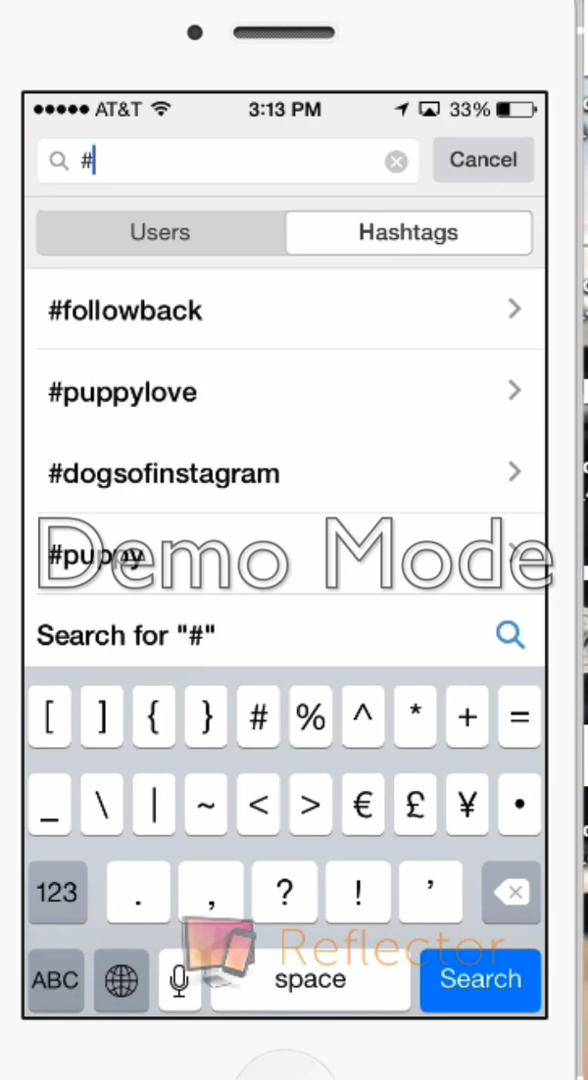 AT&T 3:13 PM 33%
# Cancel
Users Hashtags
#followback
#puppylove
#dogsofinstagram
#puppy
Demo Mode
Search for "#"
[ ] { } # % ^ * + =
_ \ | ~ < > € £ ¥ •
123 . , ? ! ’
Reflector
ABC space Search